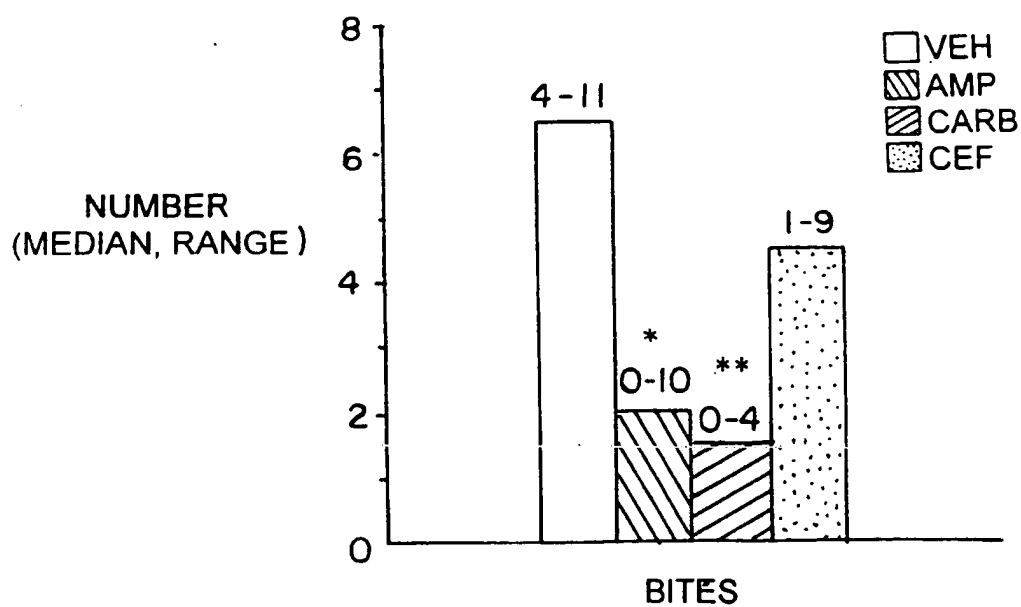 8
6
4
2
0
NUMBER
(MEDIAN, RANGE)
4-11
*
0-10
**
0-4
1-9
BITES
VEH
AMP
CARB
CEF